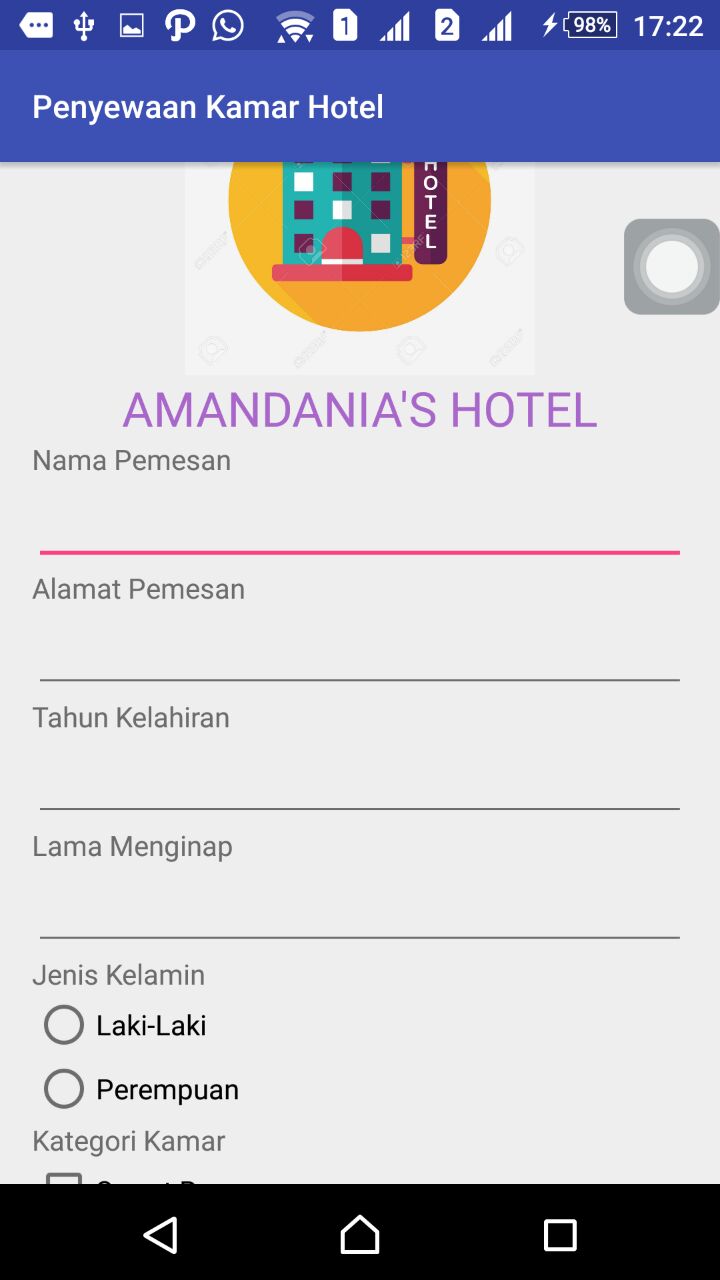 1
2
98%
17:22
Penyewaan Kamar Hotel
HOTEL
AMANDANIA'S HOTEL
Nama Pemesan
Alamat Pemesan
Tahun Kelahiran
Lama Menginap
Jenis Kelamin
Laki-Laki
Perempuan
Kategori Kamar